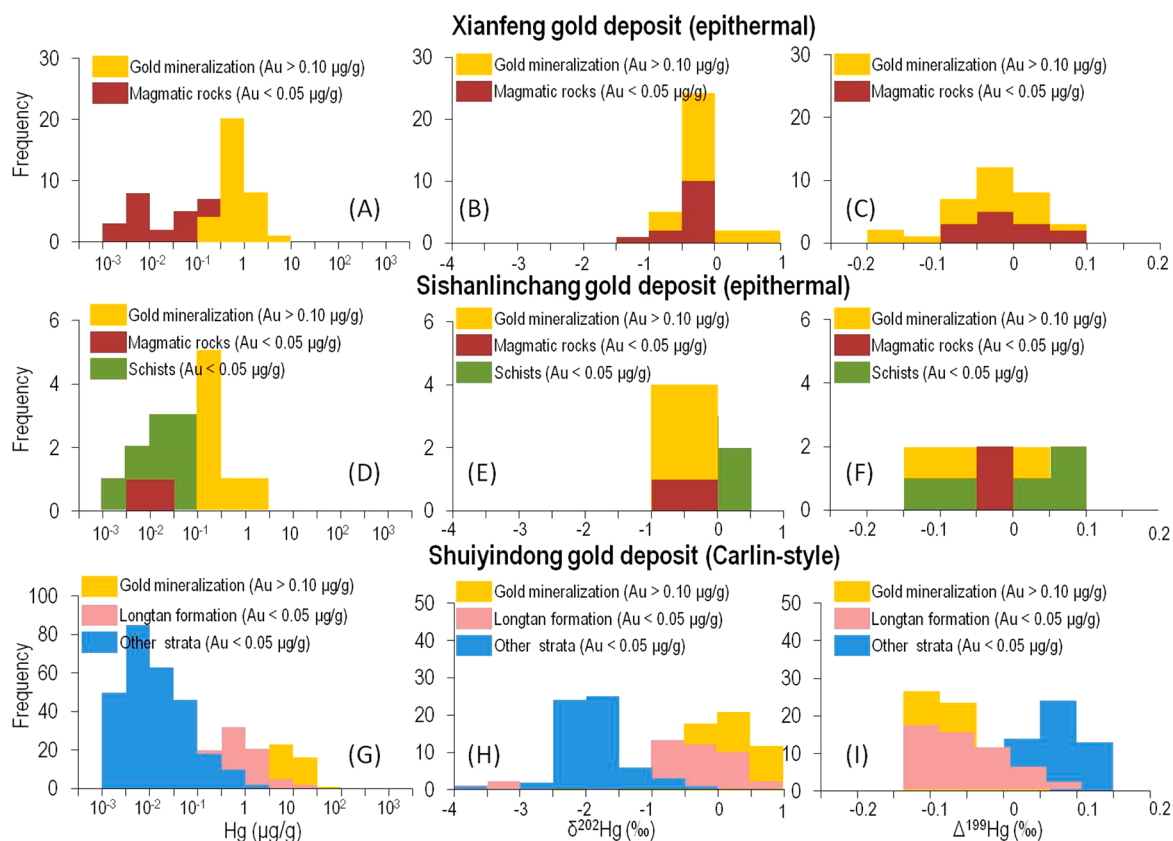 Xianfeng gold deposit (epithermal)
Frequency
30
20
10
0
Gold mineralization (Au > 0.10 µg/g)
Magmatic rocks (Au < 0.05 µg/g)
(A)
10⁻³ 10⁻² 10⁻¹ 1 10 10² 10³
30
20
10
0
Gold mineralization (Au > 0.10 µg/g)
Magmatic rocks (Au < 0.05 µg/g)
(B)
-4 -3 -2 -1 0 1
30
20
10
0
Gold mineralization (Au > 0.10 µg/g)
Magmatic rocks (Au < 0.05 µg/g)
(C)
-0.2 -0.1 0 0.1 0.2
Sishanlinchang gold deposit (epithermal)
Frequency
6
4
2
0
Gold mineralization (Au > 0.10 µg/g)
Magmatic rocks (Au < 0.05 µg/g)
Schists (Au < 0.05 µg/g)
(D)
10⁻³ 10⁻² 10⁻¹ 1 10 10² 10³
6
4
2
0
Gold mineralization (Au > 0.10 µg/g)
Magmatic rocks (Au < 0.05 µg/g)
Schists (Au < 0.05 µg/g)
(E)
-4 -3 -2 -1 0 1
6
4
2
0
Gold mineralization (Au > 0.10 µg/g)
Magmatic rocks (Au < 0.05 µg/g)
Schists (Au < 0.05 µg/g)
(F)
-0.1 0 0.1 0.2
Shuiyindong gold deposit (Carlin-style)
Frequency
100
80
60
40
20
0
Gold mineralization (Au > 0.10 µg/g)
Longtan formation (Au < 0.05 µg/g)
Other strata (Au < 0.05 µg/g)
(G)
10⁻³ 10⁻² 10⁻¹ 1 10 10² 10³
Hg (µg/g)
50
40
30
20
10
0
Gold mineralization (Au > 0.10 µg/g)
Longtan formation (Au < 0.05 µg/g)
Other strata (Au < 0.05 µg/g)
(H)
-4 -3 -2 -1 0 1
δ²⁰²Hg (‰)
50
40
30
20
10
0
Gold mineralization (Au > 0.10 µg/g)
Longtan formation (Au < 0.05 µg/g)
Other strata (Au < 0.05 µg/g)
(I)
-0.2 -0.1 0 0.1 0.2
Δ¹⁹⁹Hg (‰)